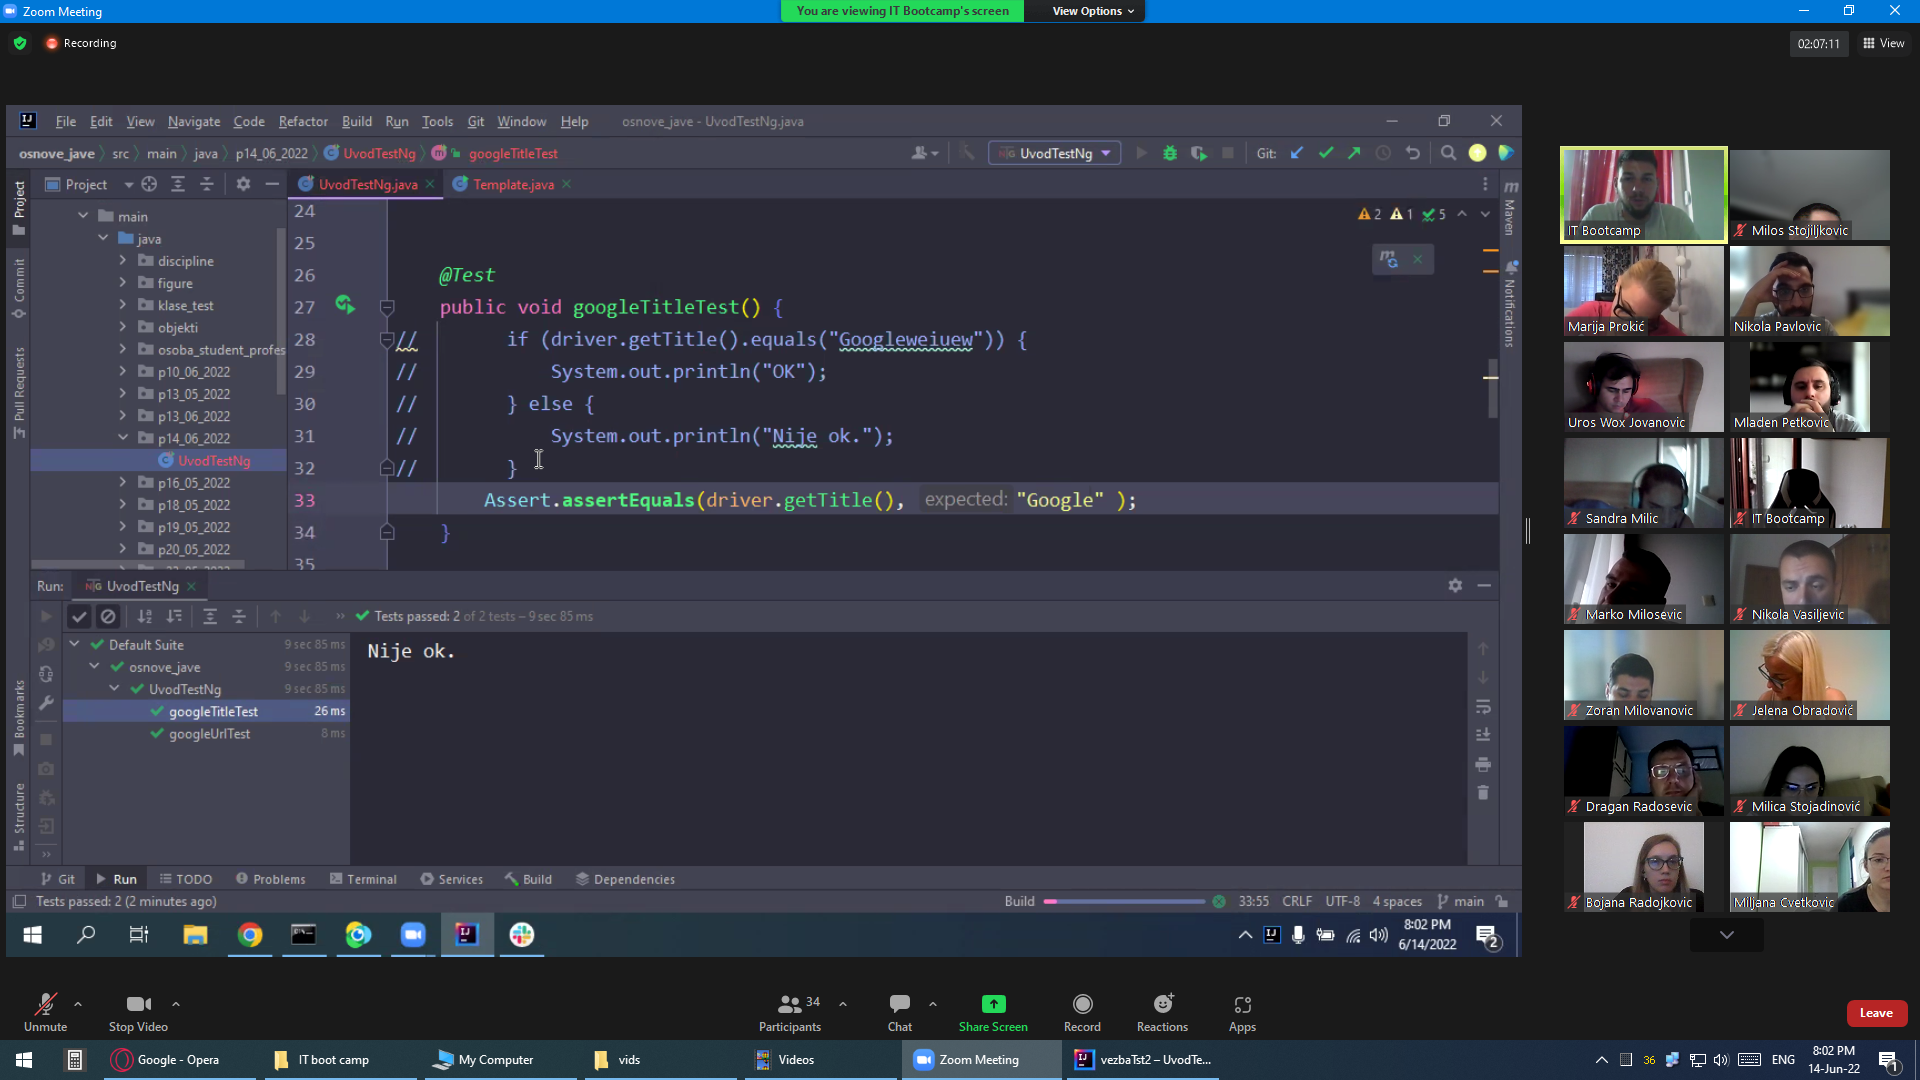 Zoom Meeting
You are viewing IT Bootcamp's screen
View Options
Recording
02:07:11
View
File Edit View Navigate Code Refactor Build Run Tools Git Window Help osnove_jave - UvodTestNg.java
osnove_jave src main java p14_06_2022 UvodTestNg googleTitleTest
UvodTestNg
Git:
Project
UvodTestNg.java
Template.java
main
java
discipline
figure
klase_test
objekti
osoba_student_profes
p10_06_2022
p13_05_2022
p13_06_2022
p14_06_2022
UvodTestNg
p16_05_2022
p18_05_2022
p19_05_2022
p20_05_2022
Project
Commit
Pull Requests
Bookmarks
Structure
Maven
Notifications
2 1 5
24
25
26 @Test
27 public void googleTitleTest() {
28 // if (driver.getTitle().equals("Googleweiuew")) {
29 // System.out.println("OK");
30 // } else {
31 // System.out.println("Nije ok.");
32 // }
33 Assert.assertEquals(driver.getTitle(), expected: "Google" );
34 }
35
Run: UvodTestNg
Tests passed: 2 of 2 tests – 9 sec 85 ms
Default Suite 9 sec 85 ms
osnove_jave 9 sec 85 ms
UvodTestNg 9 sec 85 ms
googleTitleTest 26 ms
googleUrlTest 8 ms
Nije ok.
Git Run TODO Problems Terminal Services Build Dependencies
Tests passed: 2 (2 minutes ago)
Build
33:55 CRLF UTF-8 4 spaces main
8:02 PM
6/14/2022
2
IT Bootcamp
Milos Stojiljkovic
Marija Prokić
Nikola Pavlovic
Uros Wox Jovanovic
Mladen Petković
Sandra Milic
IT Bootcamp
Marko Milosevic
Nikola Vasiljevic
Zoran Milovanovic
Jelena Obradović
Dragan Radosevic
Milica Stojadinović
Bojana Radojkovic
Miljana Cvetkovic
Unmute
Stop Video
34
Participants
Chat
Share Screen
Record
Reactions
Apps
Leave
Google - Opera
IT boot camp
My Computer
vids
Videos
Zoom Meeting
vezbaTst2 – UvodTe...
36
ENG
8:02 PM
14-Jun-22
1